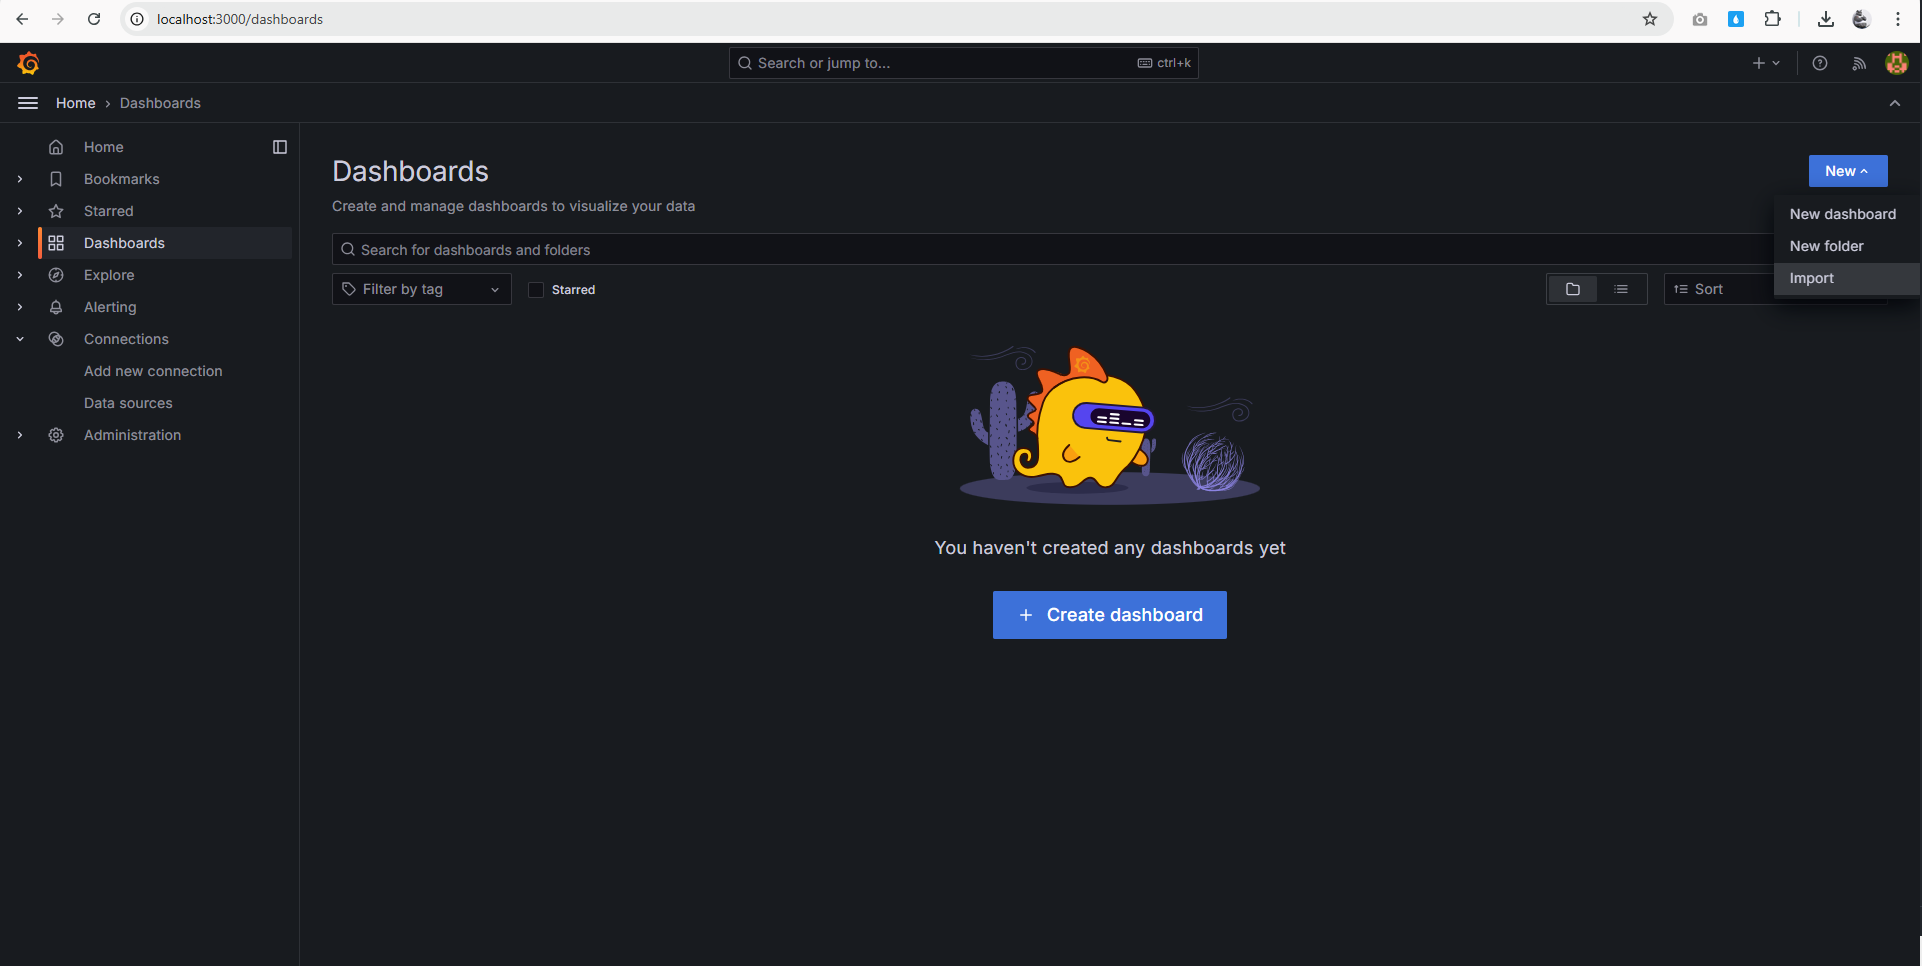 localhost:3000/dashboards
Search or jump to...
ctrl+k
Home › Dashboards
Home
Bookmarks
Starred
Dashboards
Explore
Alerting
Connections
Add new connection
Data sources
Administration
Dashboards
Create and manage dashboards to visualize your data
New
New dashboard
New folder
Import
Search for dashboards and folders
Filter by tag
Starred
Sort
You haven't created any dashboards yet
+ Create dashboard